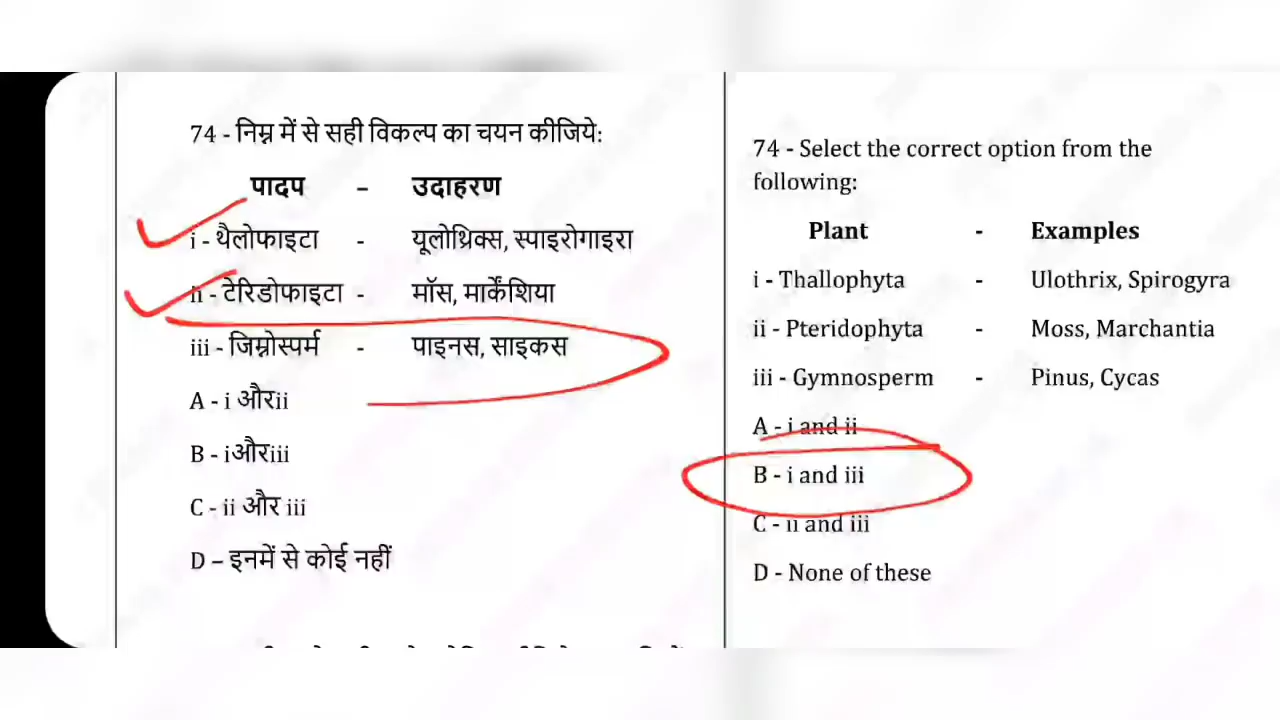 74 - निम्न में से सही विकल्प का चयन कीजिये:
पादप – उदाहरण
i - थैलोफाइटा - यूलोथ्रिक्स, स्पाइरोगाइरा
ii - टेरिडोफाइटा - मॉस, मार्केंशिया
iii - जिम्नोस्पर्म - पाइनस, साइकस
A - i औरii
B - iऔरiii
C - ii और iii
D – इनमें से कोई नहीं
74 - Select the correct option from the
following:
Plant - Examples
i - Thallophyta - Ulothrix, Spirogyra
ii - Pteridophyta - Moss, Marchantia
iii - Gymnosperm - Pinus, Cycas
A - i and ii
B - i and iii
C - ii and iii
D - None of these